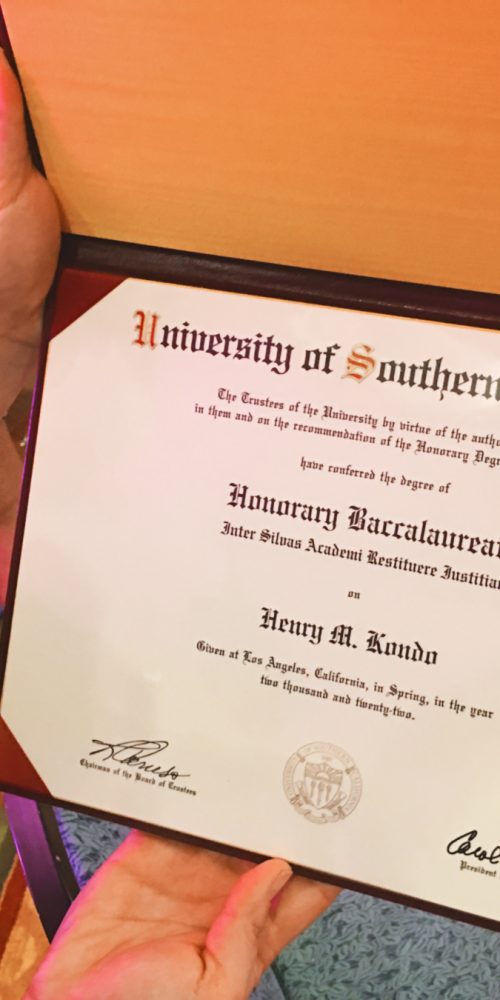 University of Southern
The Trustees of the University by virtue of the autho
in them and on the recommendation of the Honorary Degr
have conferred the degree of
Honorary Baccalaurea
Inter Silvas Academi Restituere Iustitia
on
Henry M. Kondo
Given at Los Angeles, California, in Spring, in the year
two thousand and twenty-two.
Chairman of the Board of Trustees
Carol
President